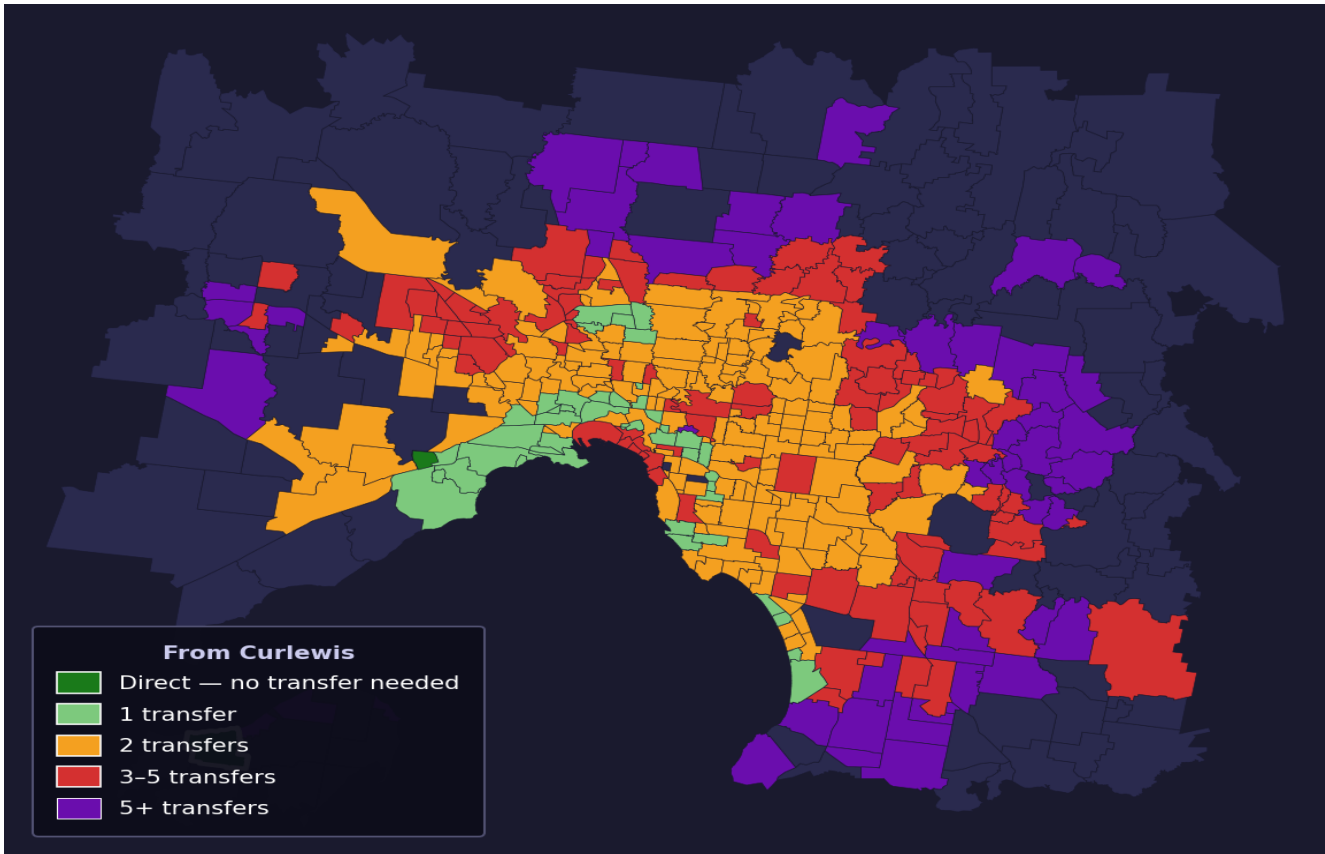 From Curlewis
Direct — no transfer needed
1 transfer
2 transfers
3–5 transfers
5+ transfers